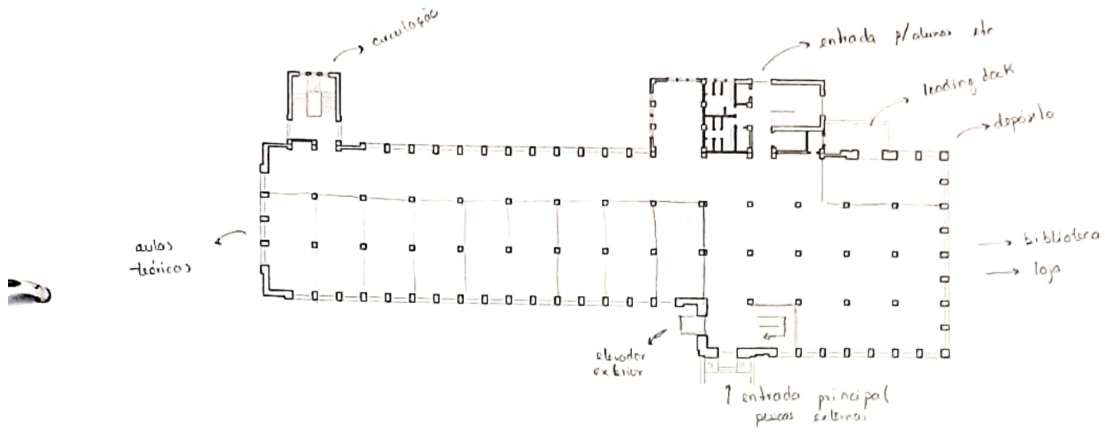 circulação
entrada p/alunos etc
loading dock
depósito
aulas
teóricas
biblioteca
loja
elevador
exterior
entrada principal
pessoas externas